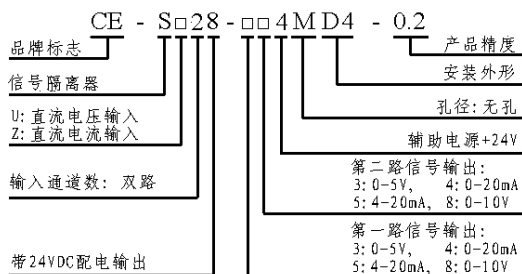 CE - S□28-□□4MD4 - 0.2
品牌标志
产品精度
信号隔离器
安装外形
U:直流电压输入
Z:直流电流输入
孔径:无孔
辅助电源+24V
输入通道数: 双路
第二路信号输出:
3:0-5V, 4:0-20mA
5:4-20mA, 8:0-10V
带24VDC配电输出
第一路信号输出:
3:0-5V, 4:0-20mA
5:4-20mA, 8:0-10V